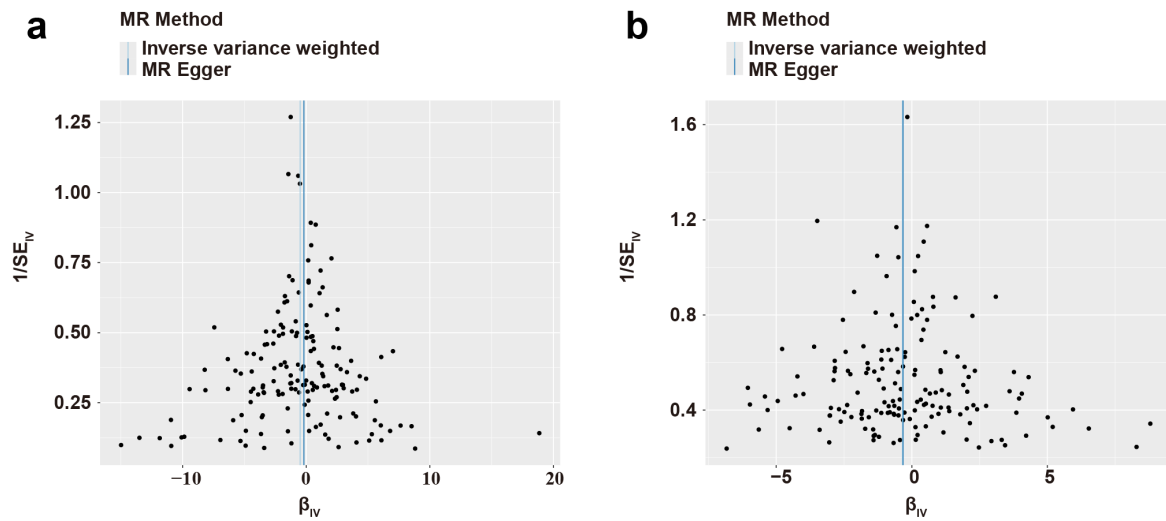 a
MR Method
Inverse variance weighted
MR Egger
1.25
1.00
0.75
0.50
0.25
1/SE_IV
−10
0
10
20
β_IV
b
MR Method
Inverse variance weighted
MR Egger
1.6
1.2
0.8
0.4
1/SE_IV
−5
0
5
β_IV